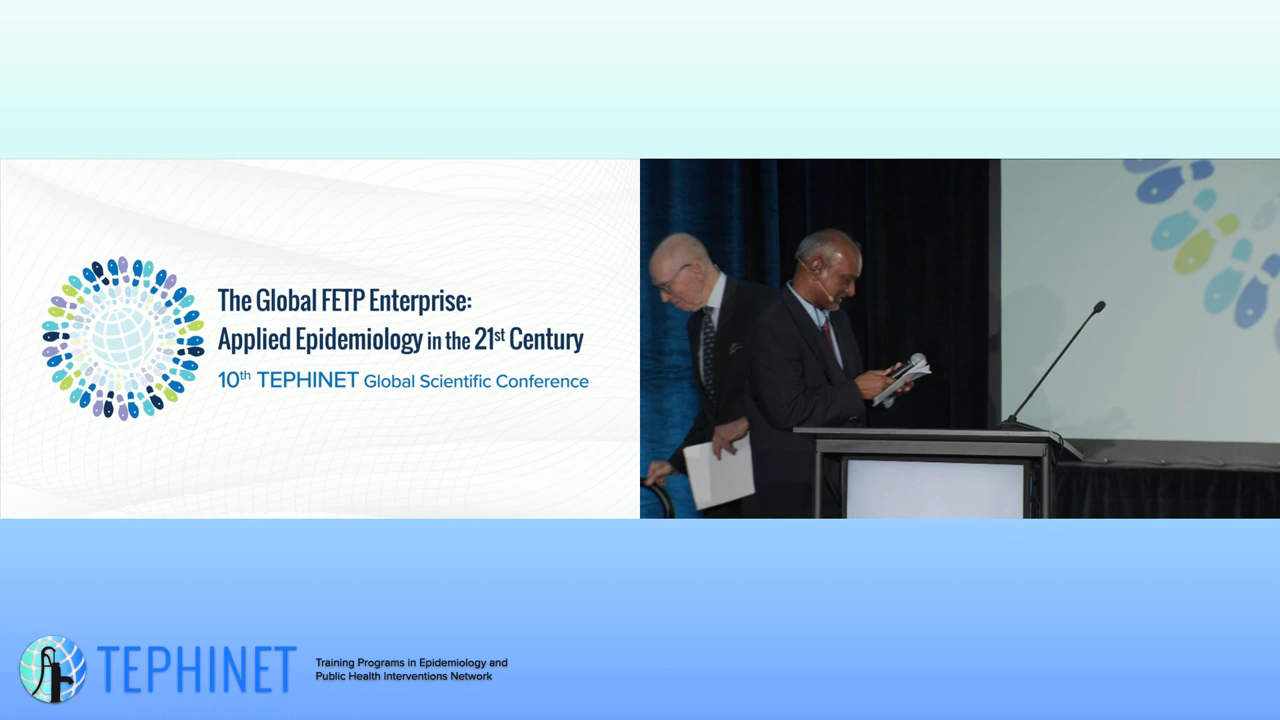 The Global FETP Enterprise:
Applied Epidemiology in the 21st Century
10th TEPHINET Global Scientific Conference
TEPHINET
Training Programs in Epidemiology and
Public Health Interventions Network